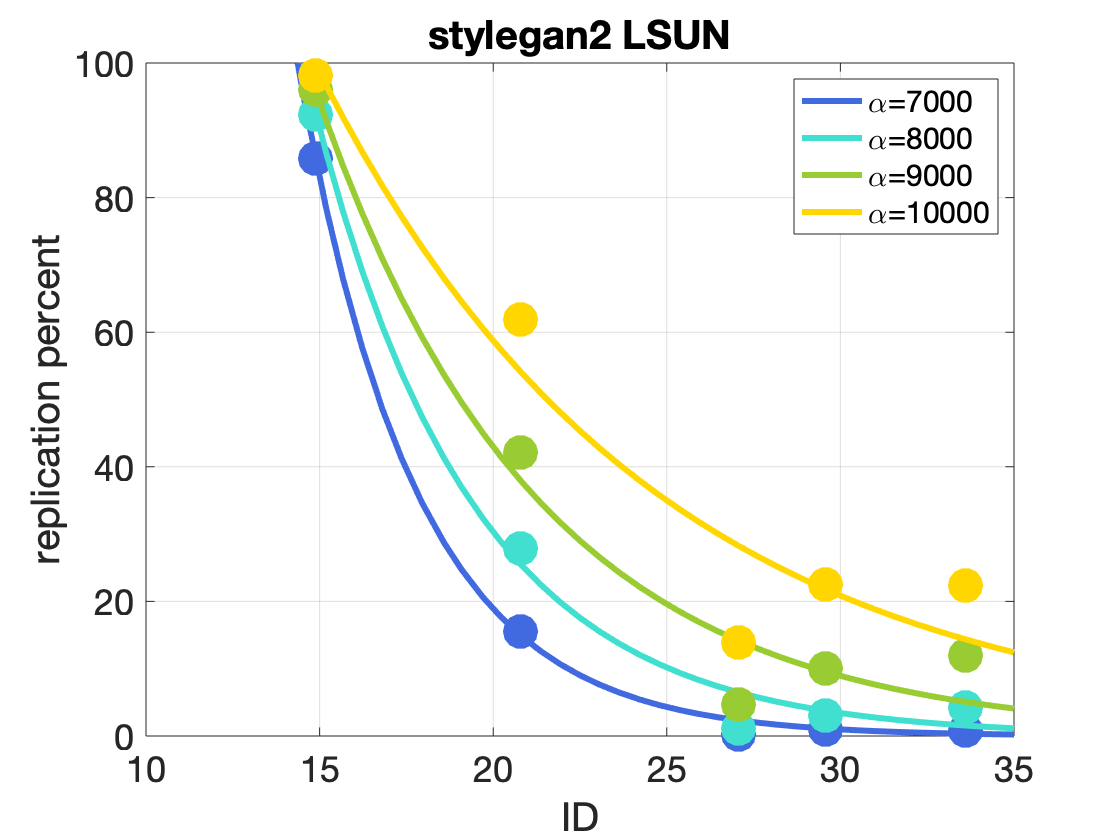 stylegan2 LSUN
100
80
60
40
20
0
replication percent
10 15 20 25 30 35
ID
α=7000
α=8000
α=9000
α=10000